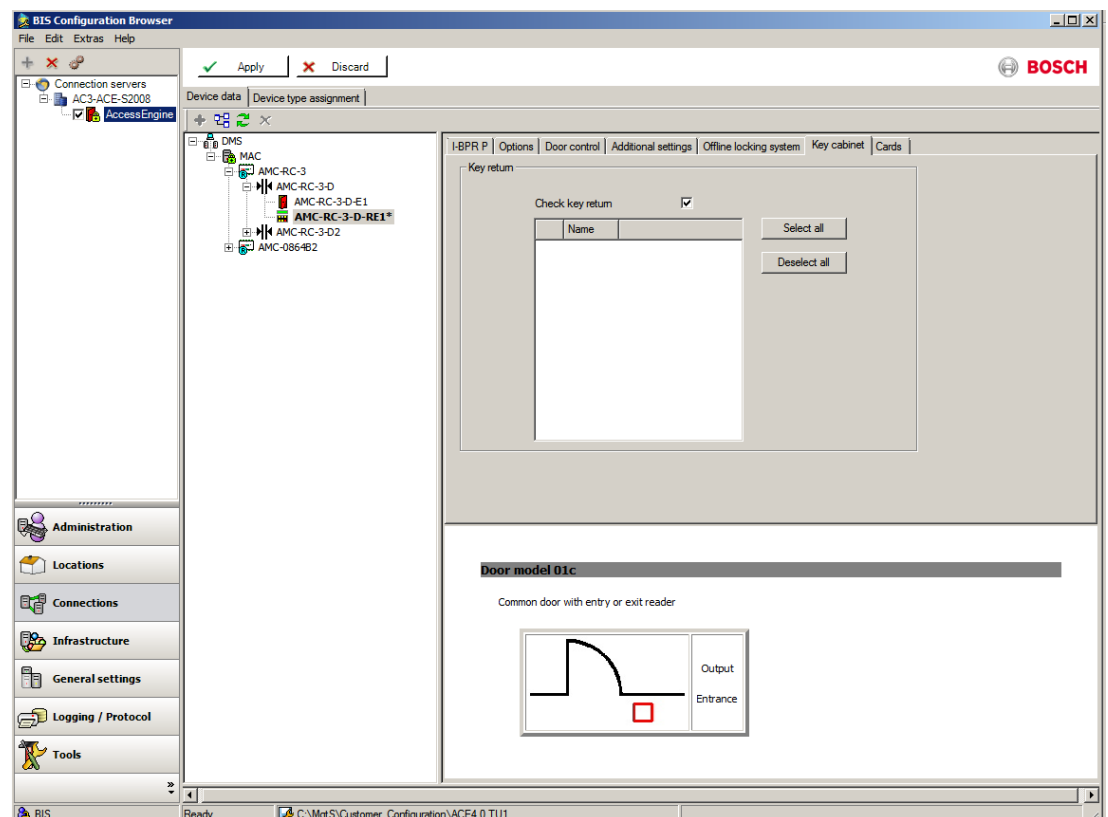 BIS Configuration Browser
File Edit Extras Help
Apply
Discard
BOSCH
Connection servers
AC3-ACE-S2008
AccessEngine
Device data
Device type assignment
DMS
MAC
AMC-RC-3
AMC-RC-3-D
AMC-RC-3-D-E1
AMC-RC-3-D-RE1*
AMC-RC-3-D2
AMC-0864B2
I-BPR P
Options
Door control
Additional settings
Offline locking system
Key cabinet
Cards
Key return
Check key return
Name
Select all
Deselect all
Administration
Locations
Connections
Infrastructure
General settings
Logging / Protocol
Tools
Door model 01c
Common door with entry or exit reader
Output
Entrance
BIS
Ready
C:\MgtS\Customer_Configuration\ACE4.0 TU1